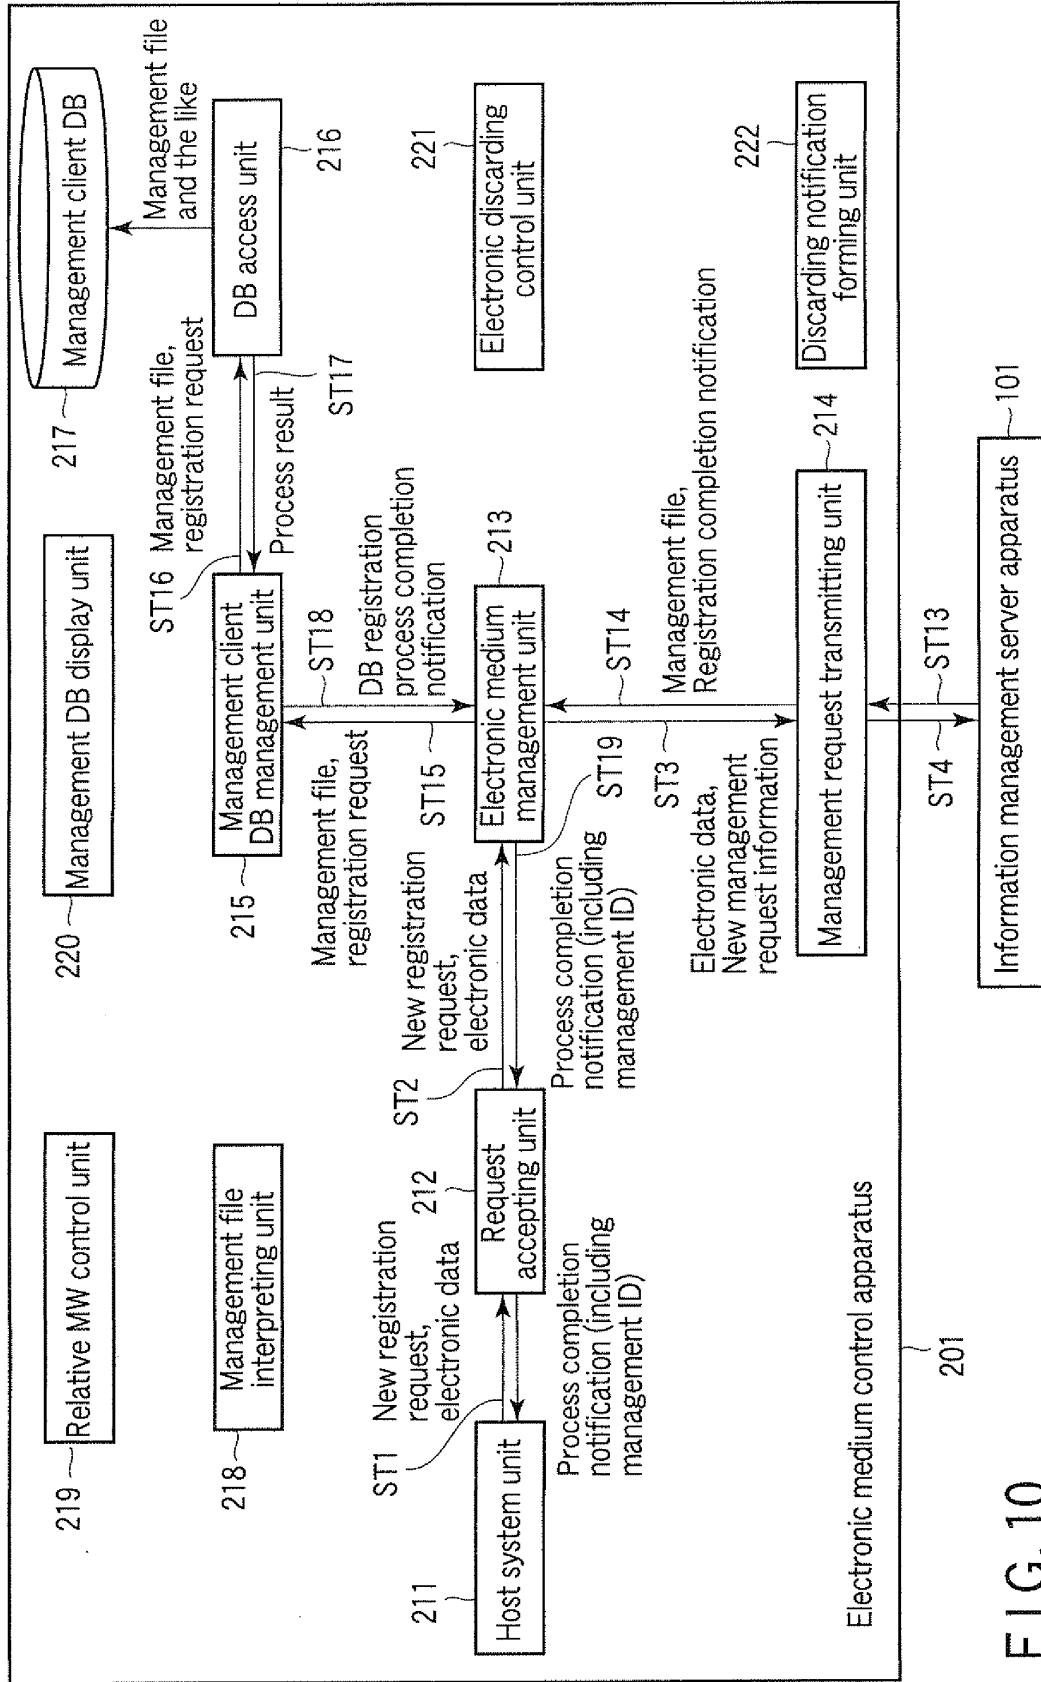 219
Relative MW control unit
220
Management DB display unit
217
Management client DB
218
Management file
interpreting unit
215
Management client
DB management unit
ST16
Management file,
registration request
Process result
ST17
DB access unit
216
Management file
and the like
Management file,
registration request
ST15
ST18
DB registration
process completion
notification
211
Host system unit
ST1
New registration
request,
electronic data
Process completion
notification (including
management ID)
212
Request
accepting unit
ST2
New registration
request,
electronic data
Process completion
notification (including
management ID)
Electronic medium
management unit
213
ST19
ST3
ST14
Electronic data,
New management
request information
Management file,
Registration completion notification
Electronic discarding
control unit
221
Management request transmitting unit
214
Discarding notification
forming unit
222
Electronic medium control apparatus
201
ST4
ST13
Information management server apparatus
101
FIG. 10